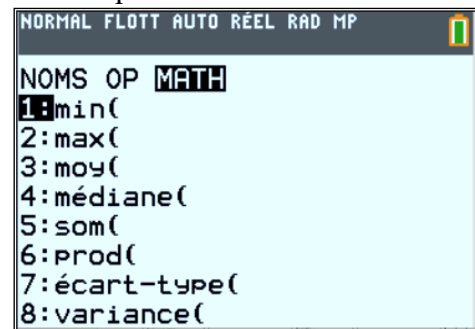 NORMAL FLOTT AUTO RÉEL RAD MP
NOMS OP MATH
1:min(
2:max(
3:moy(
4:médiane(
5:som(
6:prod(
7:écart-type(
8:variance(